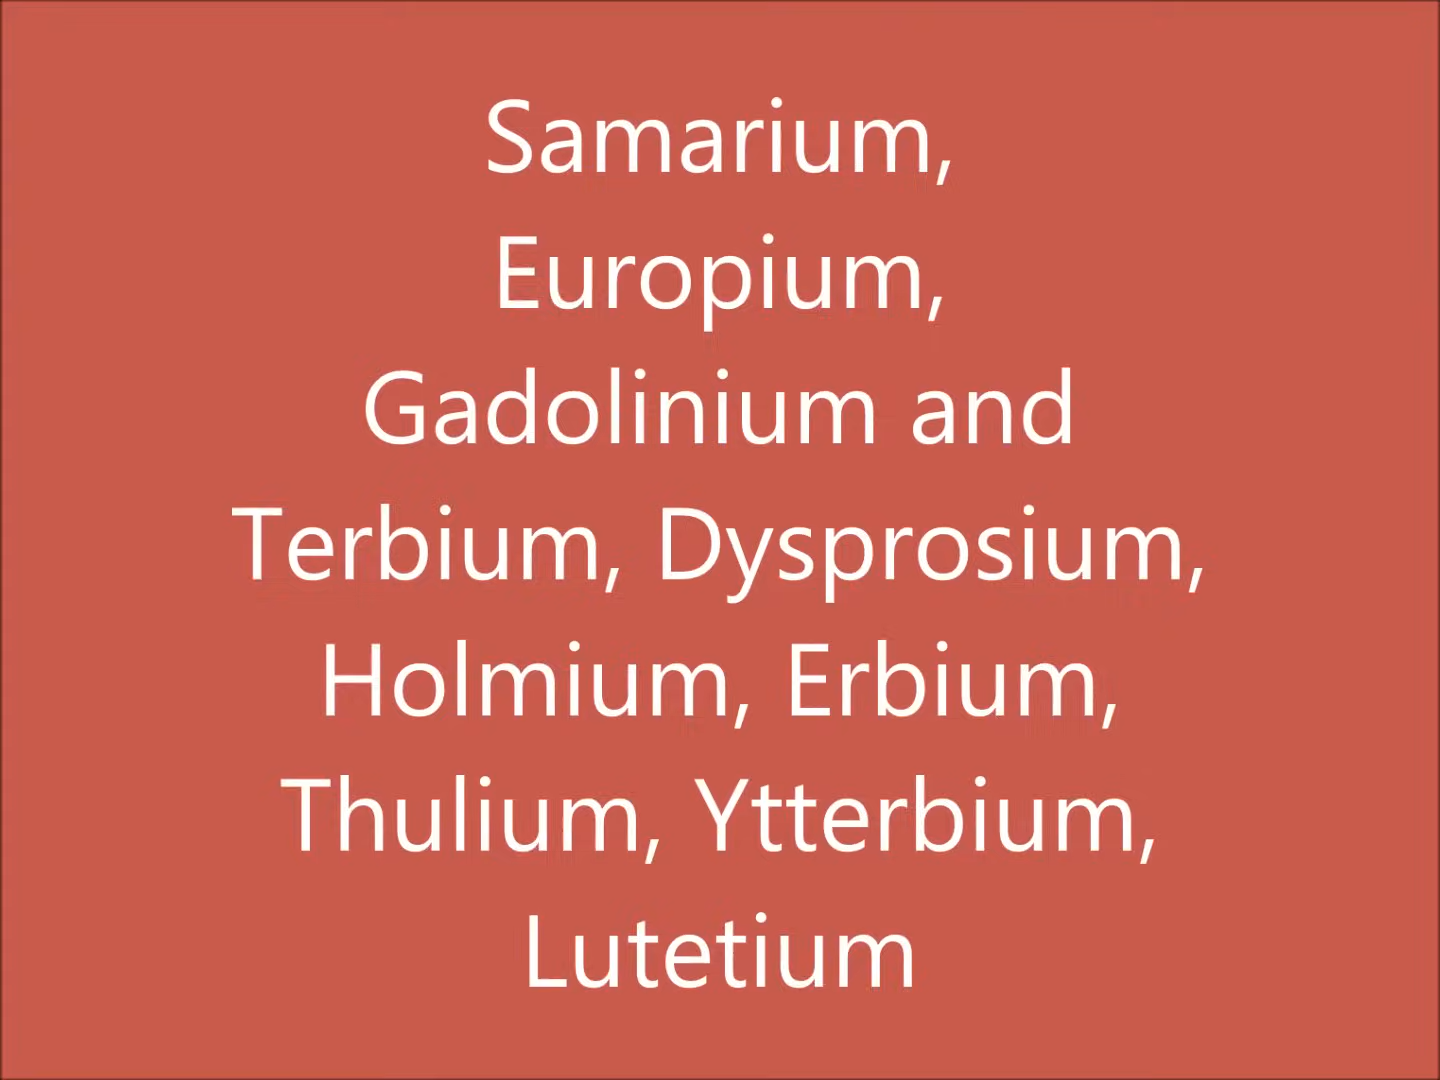 Samarium,
Europium,
Gadolinium and
Terbium, Dysprosium,
Holmium, Erbium,
Thulium, Ytterbium,
Lutetium